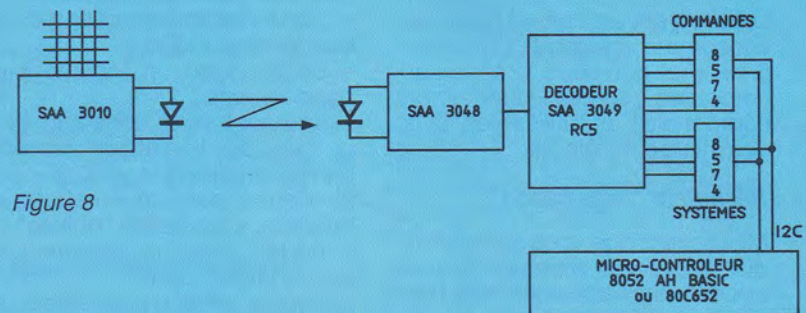 COMMANDES
SAA 3010
SAA 3048
DECODEUR
SAA 3049
RC5
8
5
7
4
8
5
7
4
SYSTEMES
Figure 8
I2C
MICRO-CONTROLEUR
8052 AH BASIC
ou 80C652